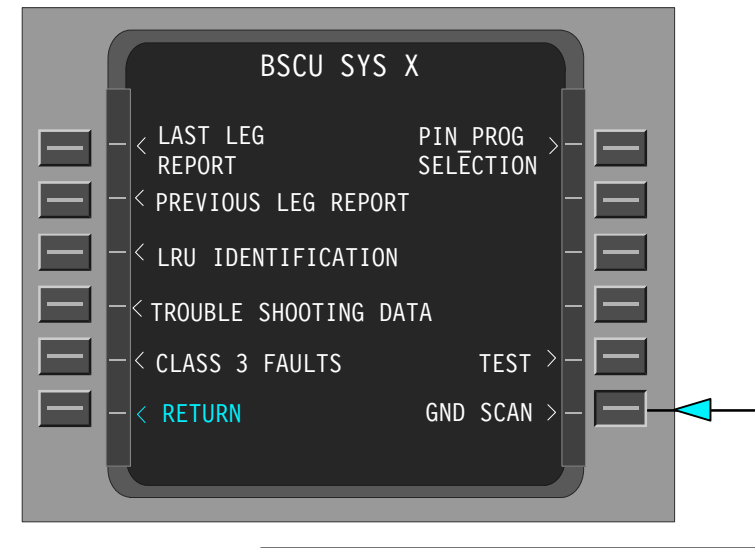 BSCU SYS X
< LAST LEG PIN_PROG >
REPORT SELECTION
< PREVIOUS LEG REPORT
< LRU IDENTIFICATION
< TROUBLE SHOOTING DATA
< CLASS 3 FAULTS TEST >
< RETURN GND SCAN >